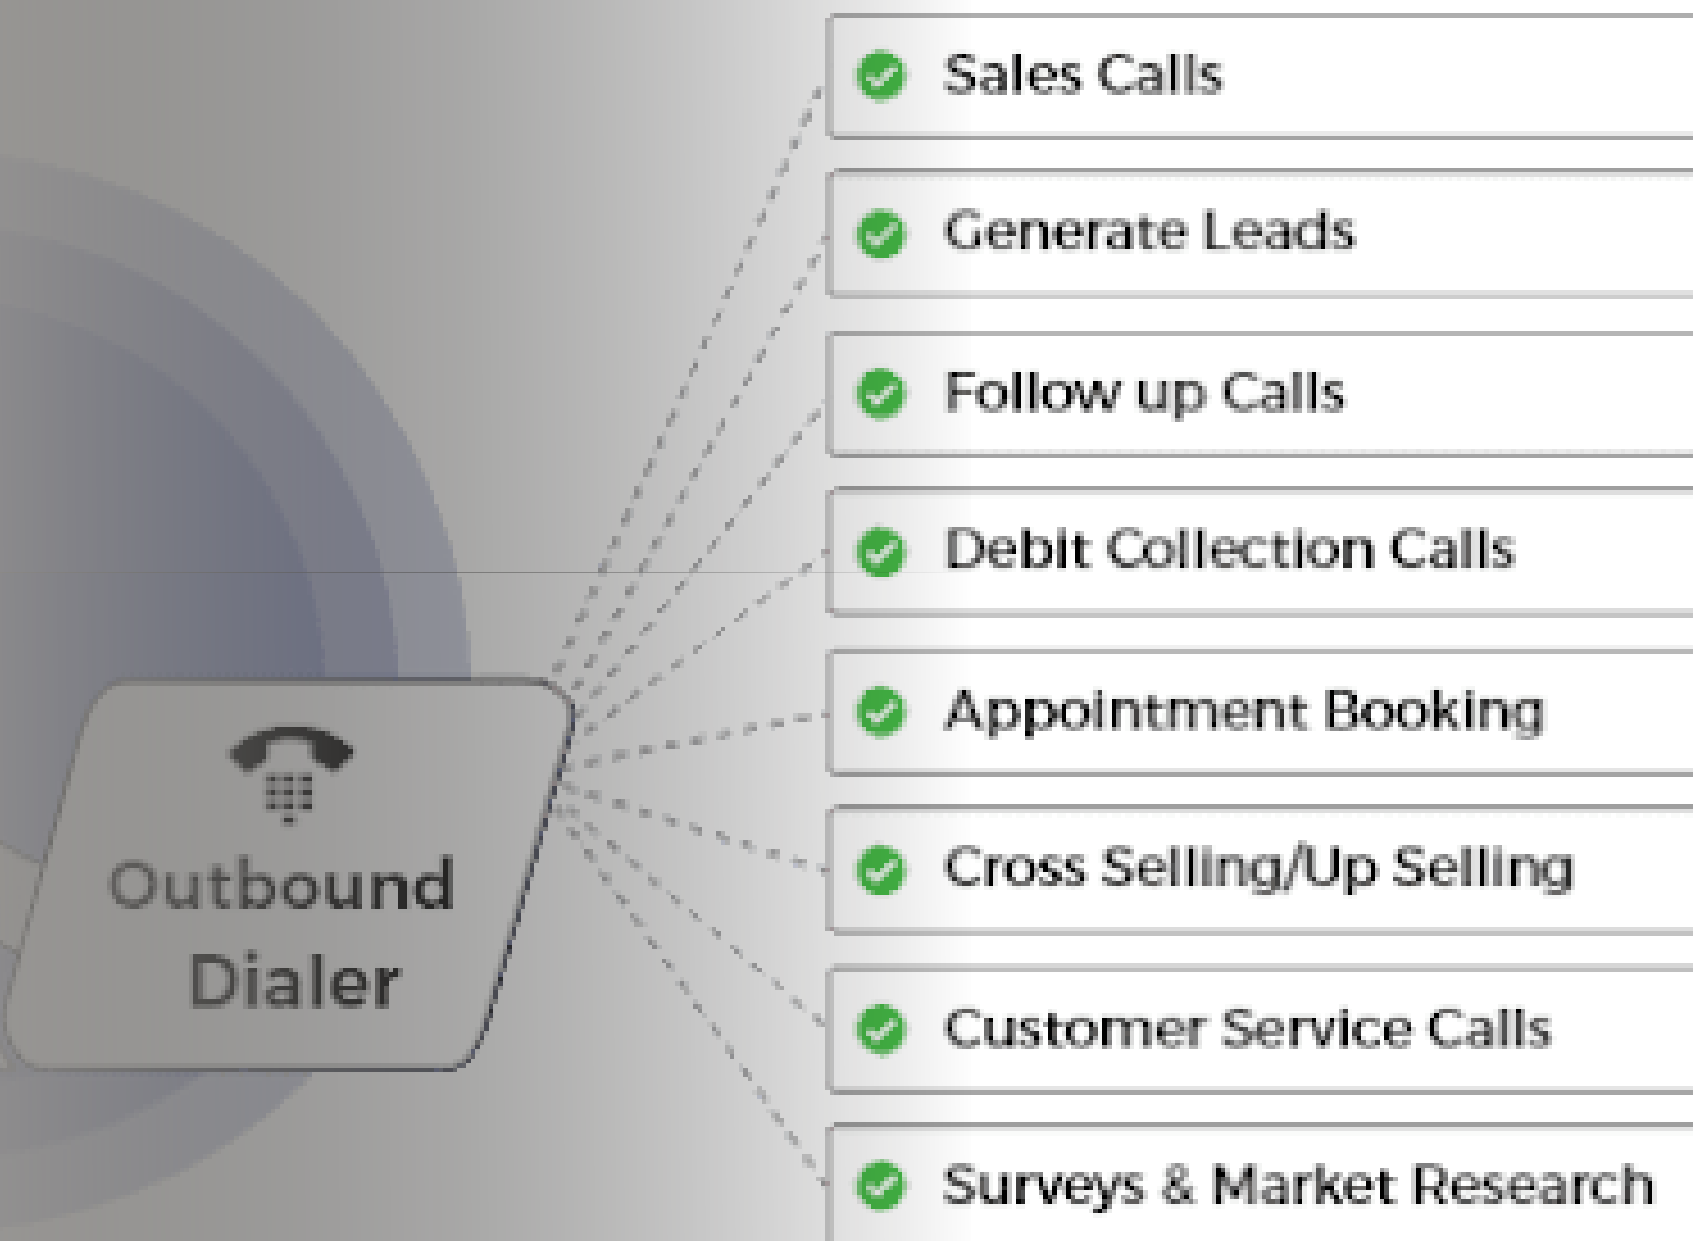 Sales Calls
Generate Leads
Follow up Calls
Debit Collection Calls
Appointment Booking
Cross Selling/Up Selling
Customer Service Calls
Surveys & Market Research
Outbound
Dialer